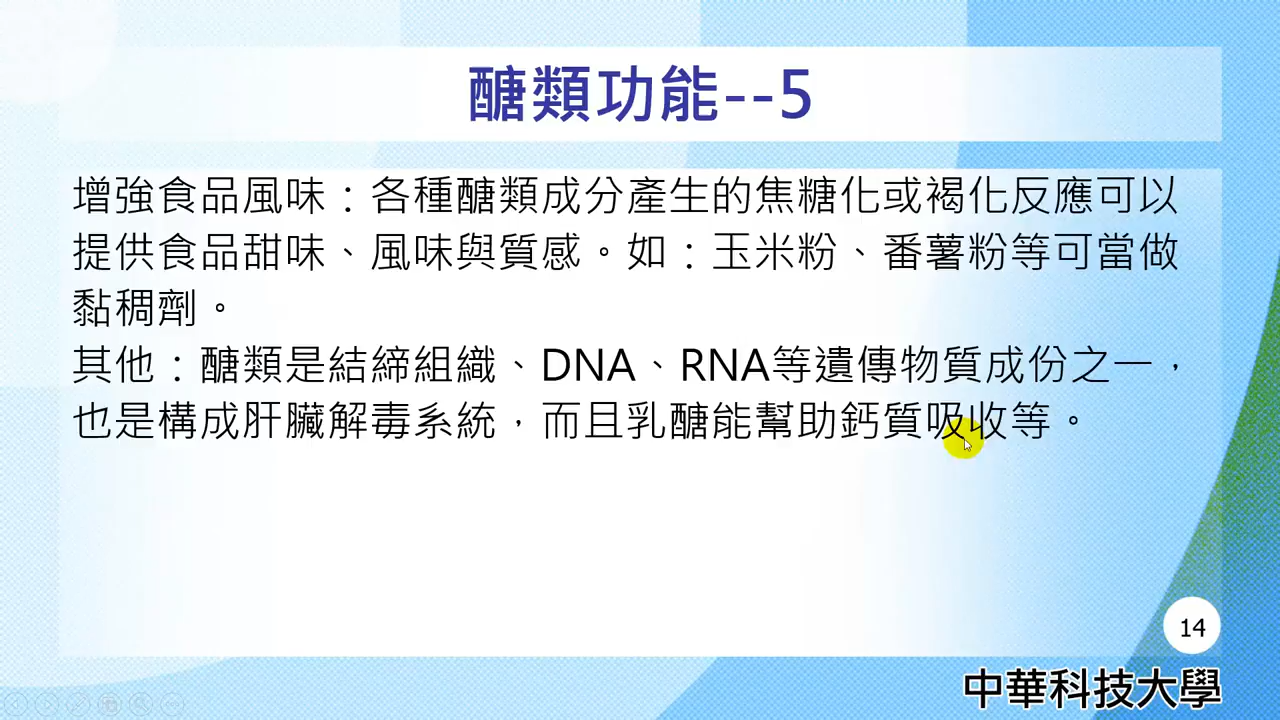 醣類功能--5
增強食品風味：各種醣類成分產生的焦糖化或褐化反應可以
提供食品甜味、風味與質感。如：玉米粉、番薯粉等可當做
黏稠劑。
其他：醣類是結締組織、DNA、RNA等遺傳物質成份之一，
也是構成肝臟解毒系統，而且乳醣能幫助鈣質吸收等。
14
中華科技大學